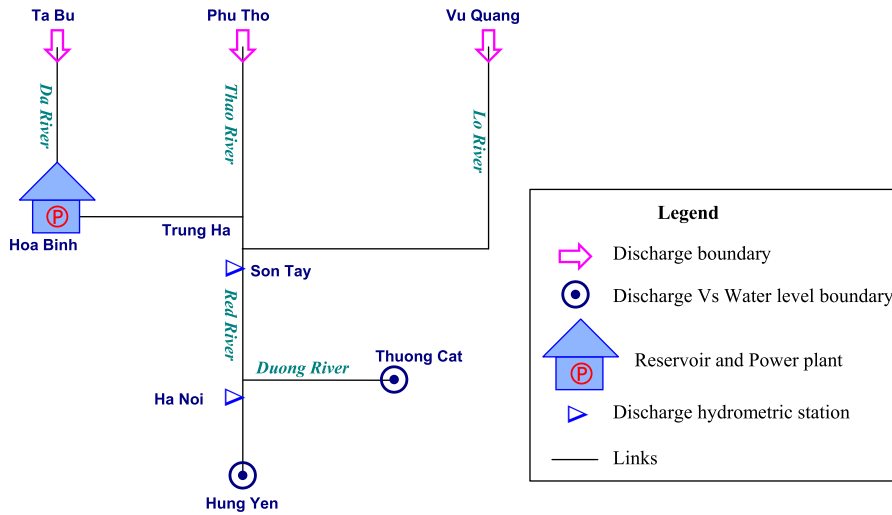 Ta Bu
Phu Tho
Vu Quang
Da River
Thao River
Lo River
P
Hoa Binh
Trung Ha
Son Tay
Red River
Duong River
Thuong Cat
Ha Noi
Hung Yen
Legend
Discharge boundary
Discharge Vs Water level boundary
P
Reservoir and Power plant
Discharge hydrometric station
Links